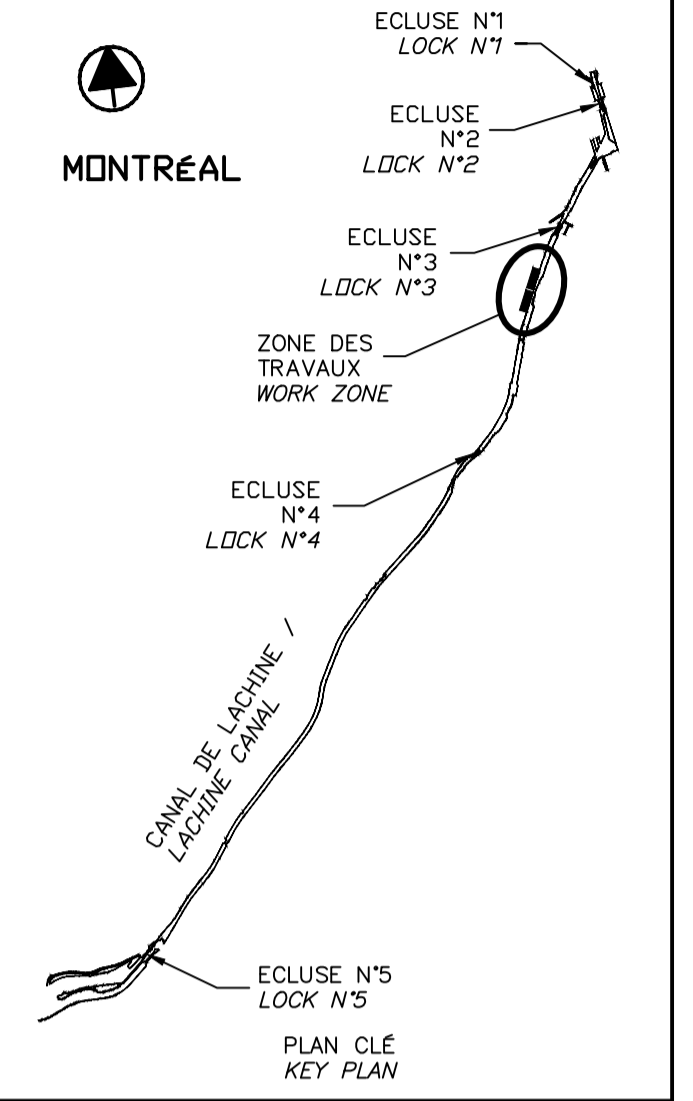 ECLUSE N°1
LOCK N°1
MONTRÉAL
ECLUSE
N°2
LOCK N°2
ECLUSE
N°3
LOCK N°3
ZONE DES
TRAVAUX
WORK ZONE
ECLUSE
N°4
LOCK N°4
CANAL DE LACHINE /
LACHINE CANAL
ECLUSE N°5
LOCK N°5
PLAN CLÉ
KEY PLAN